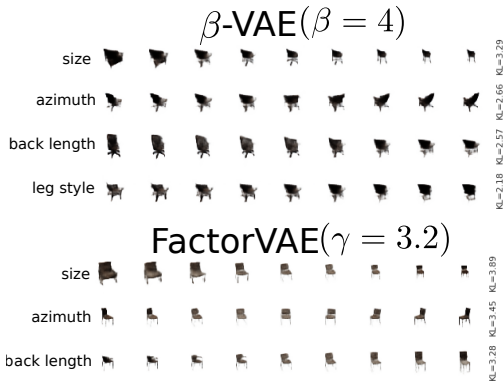 β-VAE(β = 4)
size
KL=3.29
azimuth
KL=2.66
back length
KL=2.57
leg style
KL=2.18
FactorVAE(γ = 3.2)
size
KL=3.89
azimuth
KL=3.45
back length
KL=3.28